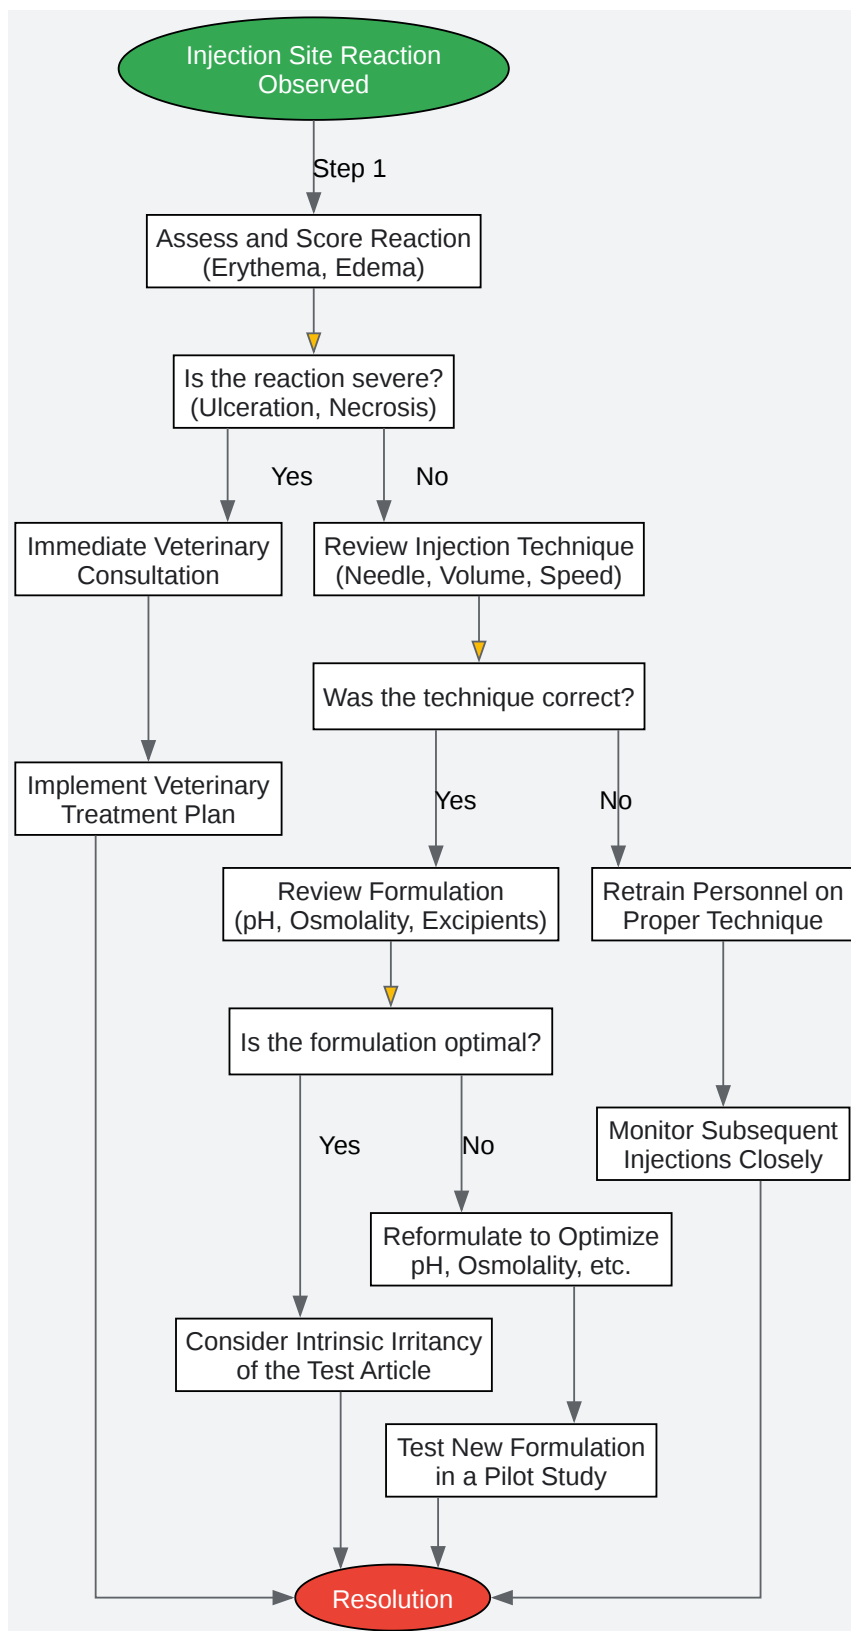 Injection Site Reaction
Observed
Step 1
Assess and Score Reaction
(Erythema, Edema)
Is the reaction severe?
(Ulceration, Necrosis)
Yes
No
Immediate Veterinary
Consultation
Review Injection Technique
(Needle, Volume, Speed)
Was the technique correct?
Implement Veterinary
Treatment Plan
Yes
No
Review Formulation
(pH, Osmolality, Excipients)
Retrain Personnel on
Proper Technique
Is the formulation optimal?
Yes
No
Monitor Subsequent
Injections Closely
Reformulate to Optimize
pH, Osmolality, etc.
Consider Intrinsic Irritancy
of the Test Article
Test New Formulation
in a Pilot Study
Resolution